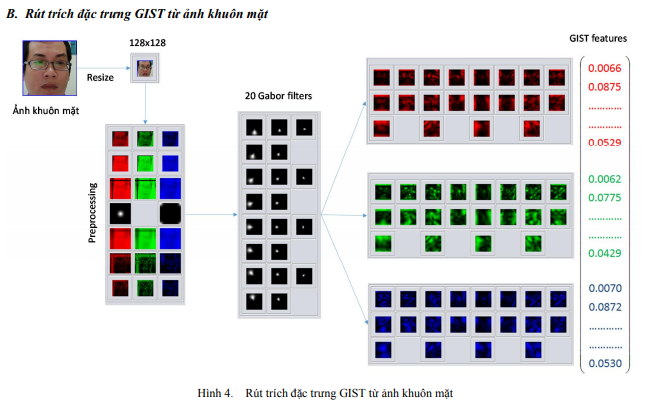 B. Rút trích đặc trưng GIST từ ảnh khuôn mặt
128x128
GIST features
Resize
Ảnh khuôn mặt
20 Gabor filters
Preprocessing
0.0066
0.0875
............
............
0.0529
0.0062
0.0775
............
............
0.0429
0.0070
0.0872
............
............
0.0530
Hình 4. Rút trích đặc trưng GIST từ ảnh khuôn mặt